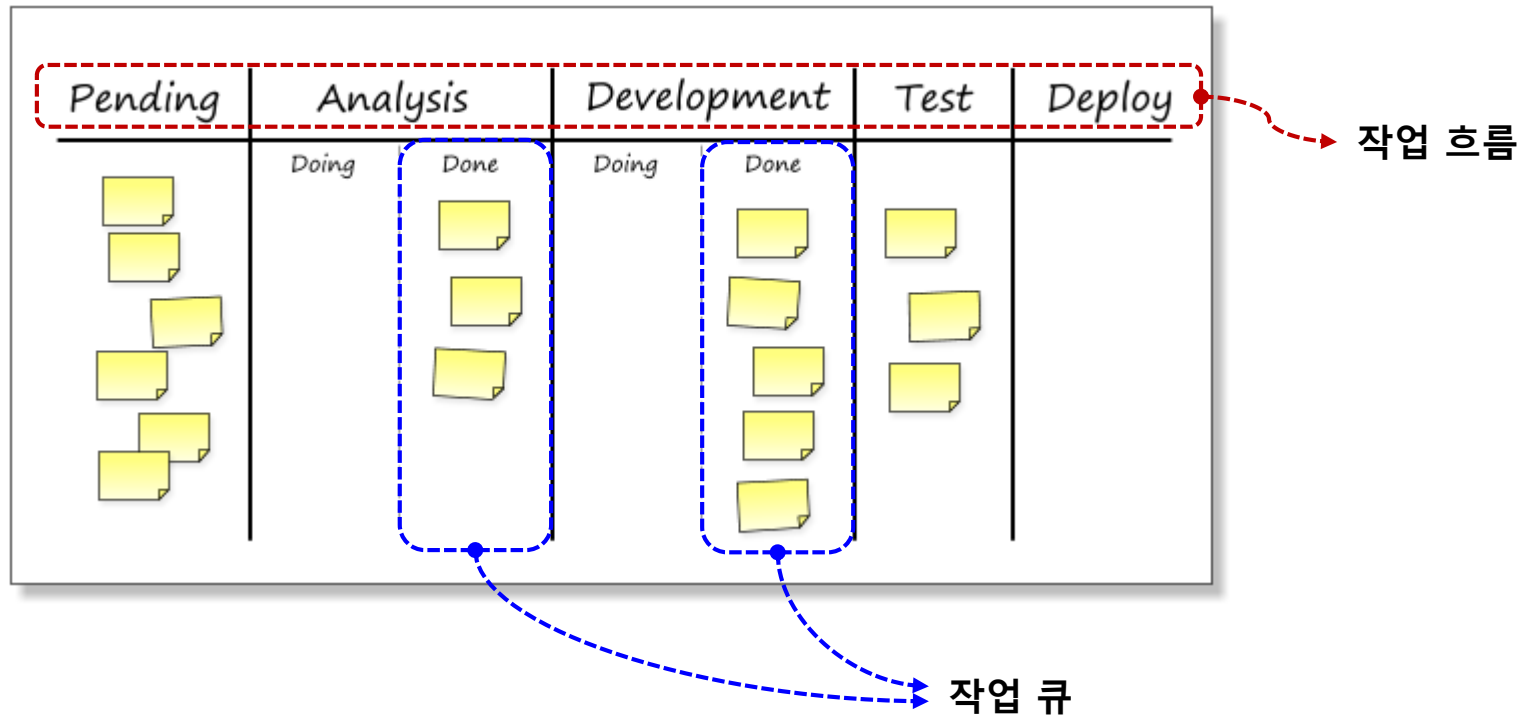 Pending Analysis Development Test Deploy
작업 흐름
Doing Done Doing Done
작업 큐